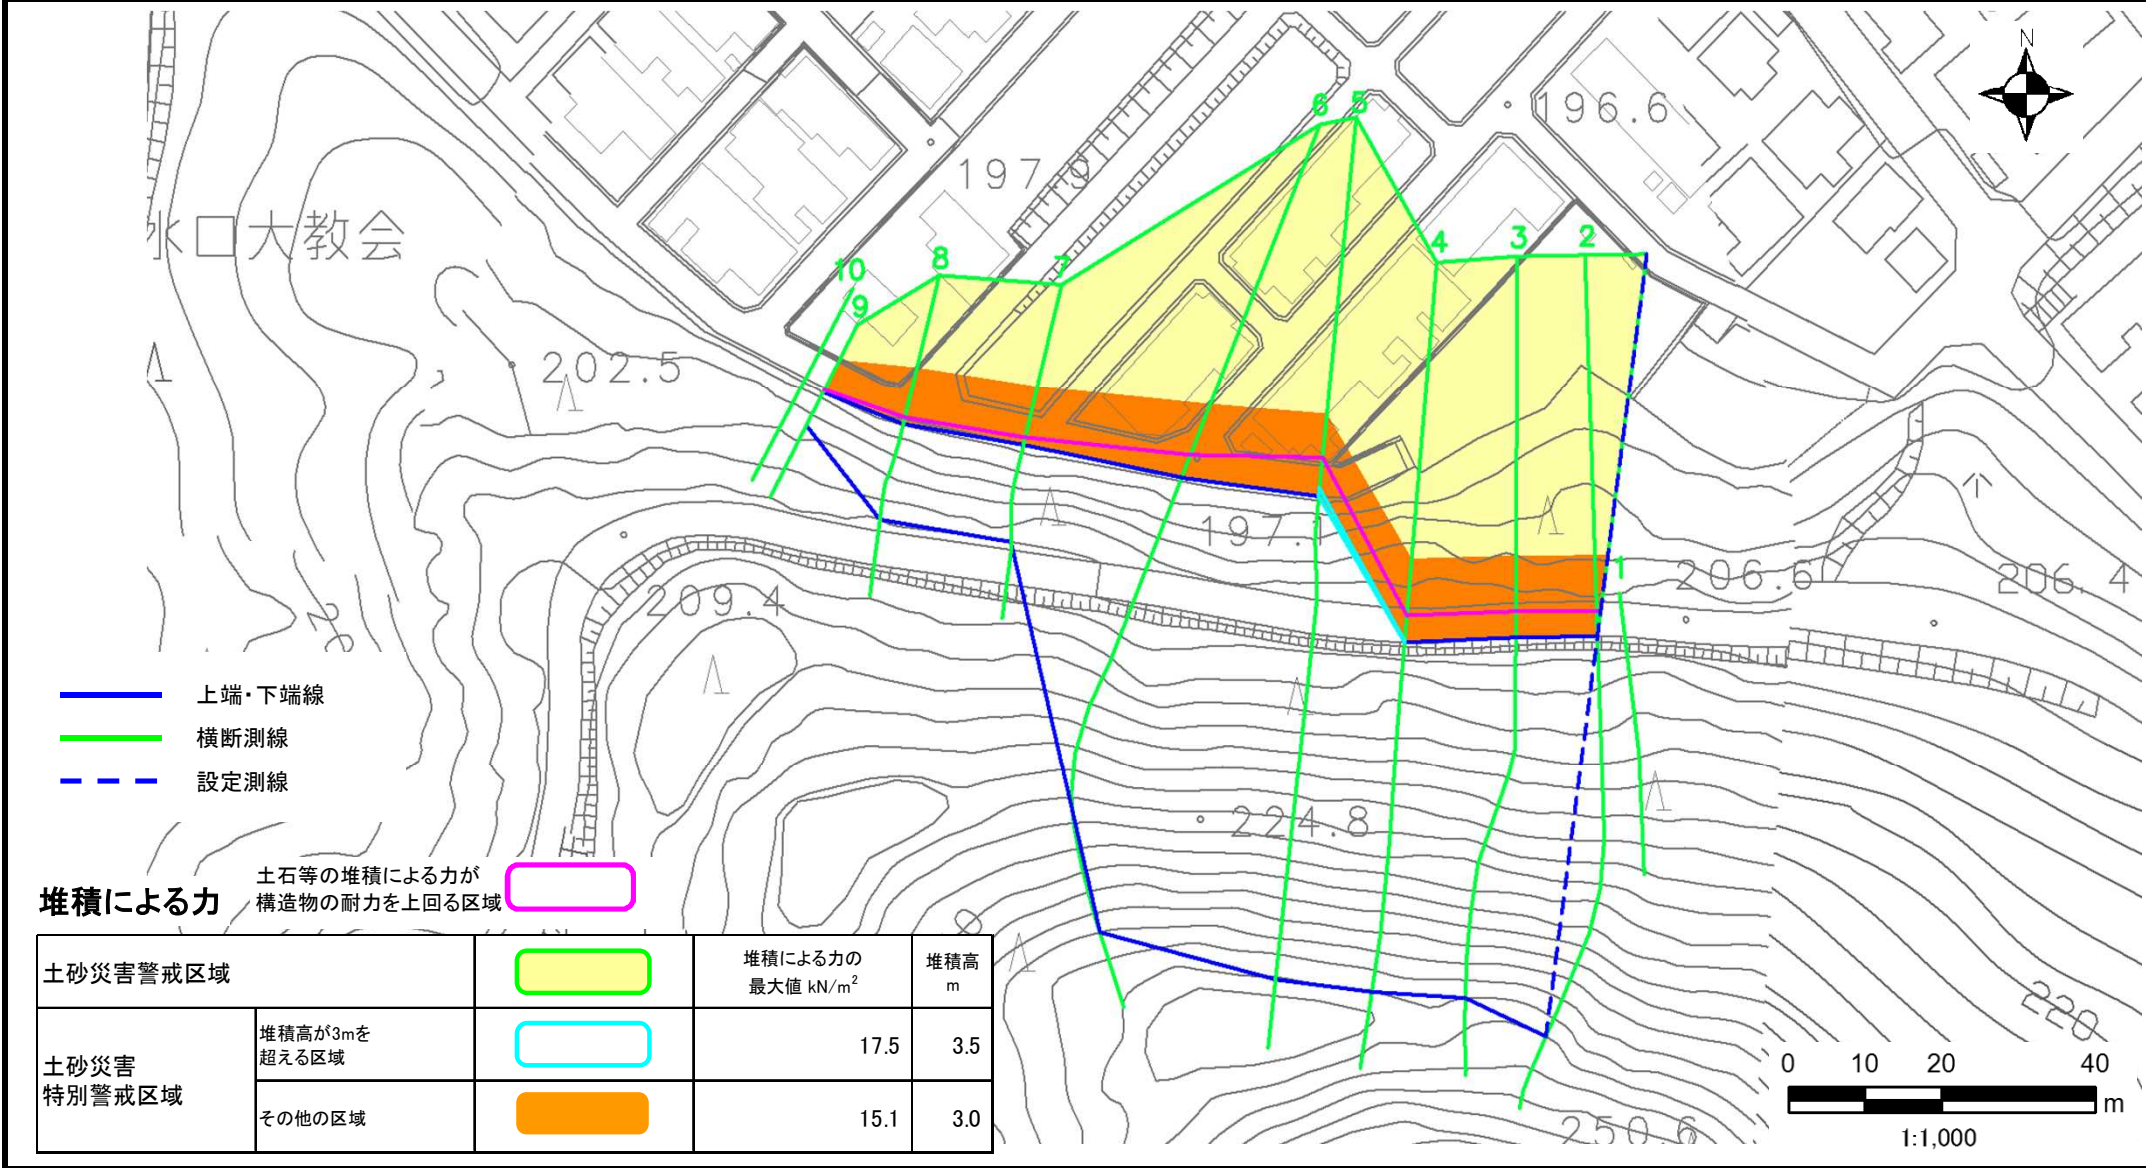 N
196.6
6
5
197.9
水口大教会
4
3
2
10
8
7
9
202.5
197.1
1
206.6
206.4
209.4
上端・下端線
横断測線
設定測線
224.8
堆積による力
土石等の堆積による力が
構造物の耐力を上回る区域
土砂災害警戒区域
堆積による力の
最大値 kN/m²
堆積高
m
土砂災害
特別警戒区域
堆積高が3mを
超える区域
17.5
3.5
その他の区域
15.1
3.0
220
0 10 20 40
m
1:1,000
250.6